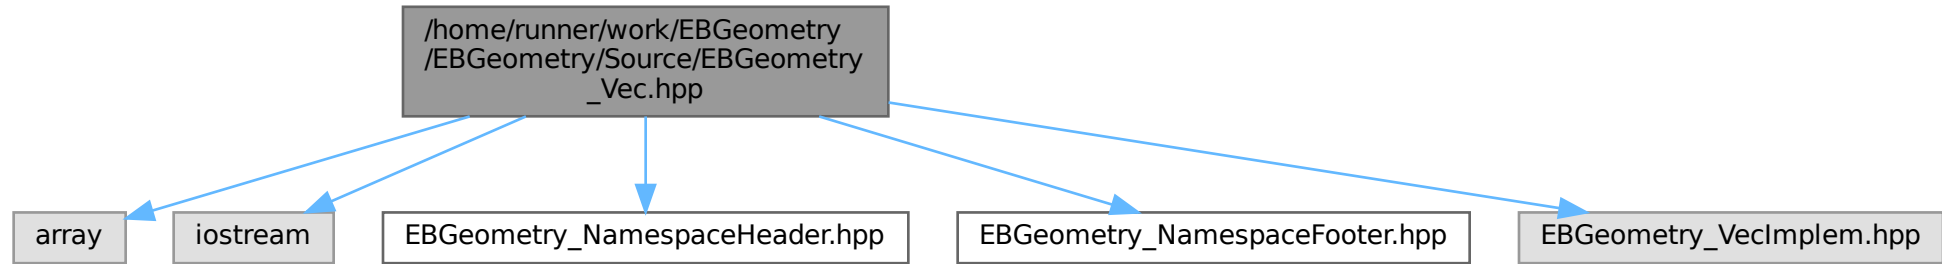 /home/runner/work/EBGeometry
/EBGeometry/Source/EBGeometry
_Vec.hpp
array
iostream
EBGeometry_NamespaceHeader.hpp
EBGeometry_NamespaceFooter.hpp
EBGeometry_VecImplem.hpp